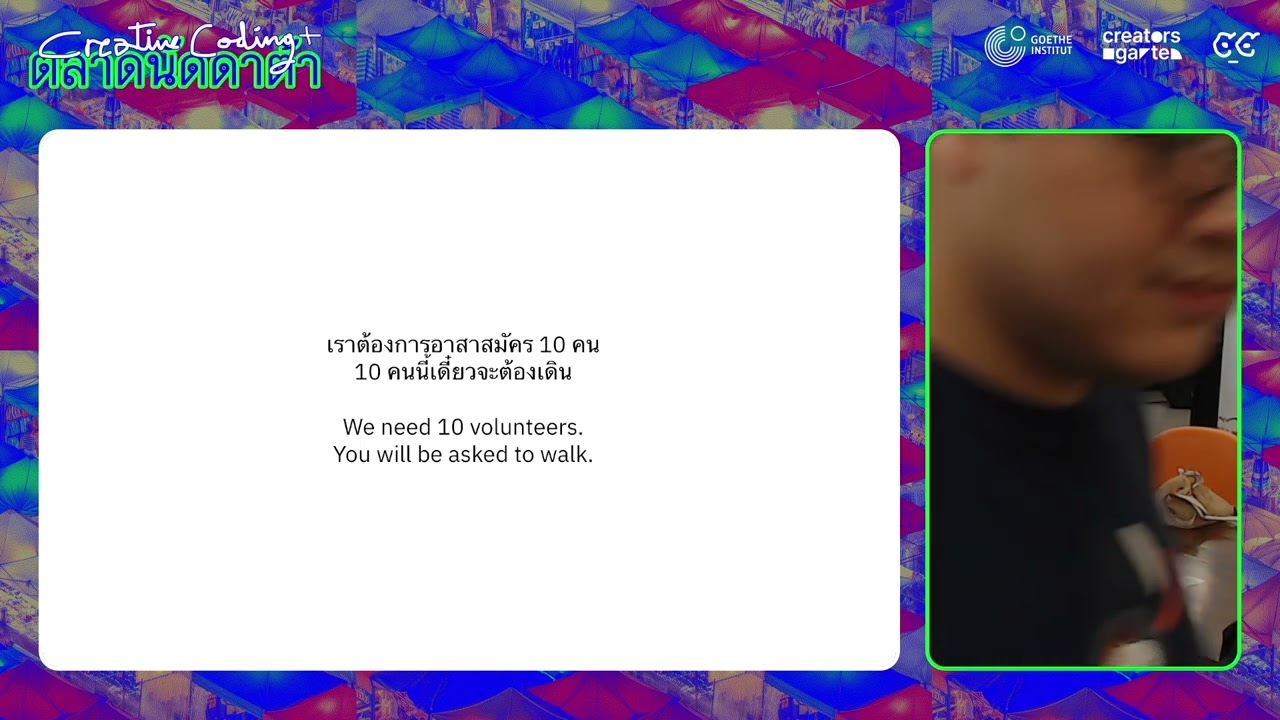 Creative Coding+
ตลาดนัดดาต้า
GOETHE
INSTITUT
creators
garten
เราต้องการอาสาสมัคร 10 คน
10 คนนี้เดี๋ยวจะต้องเดิน
We need 10 volunteers.
You will be asked to walk.